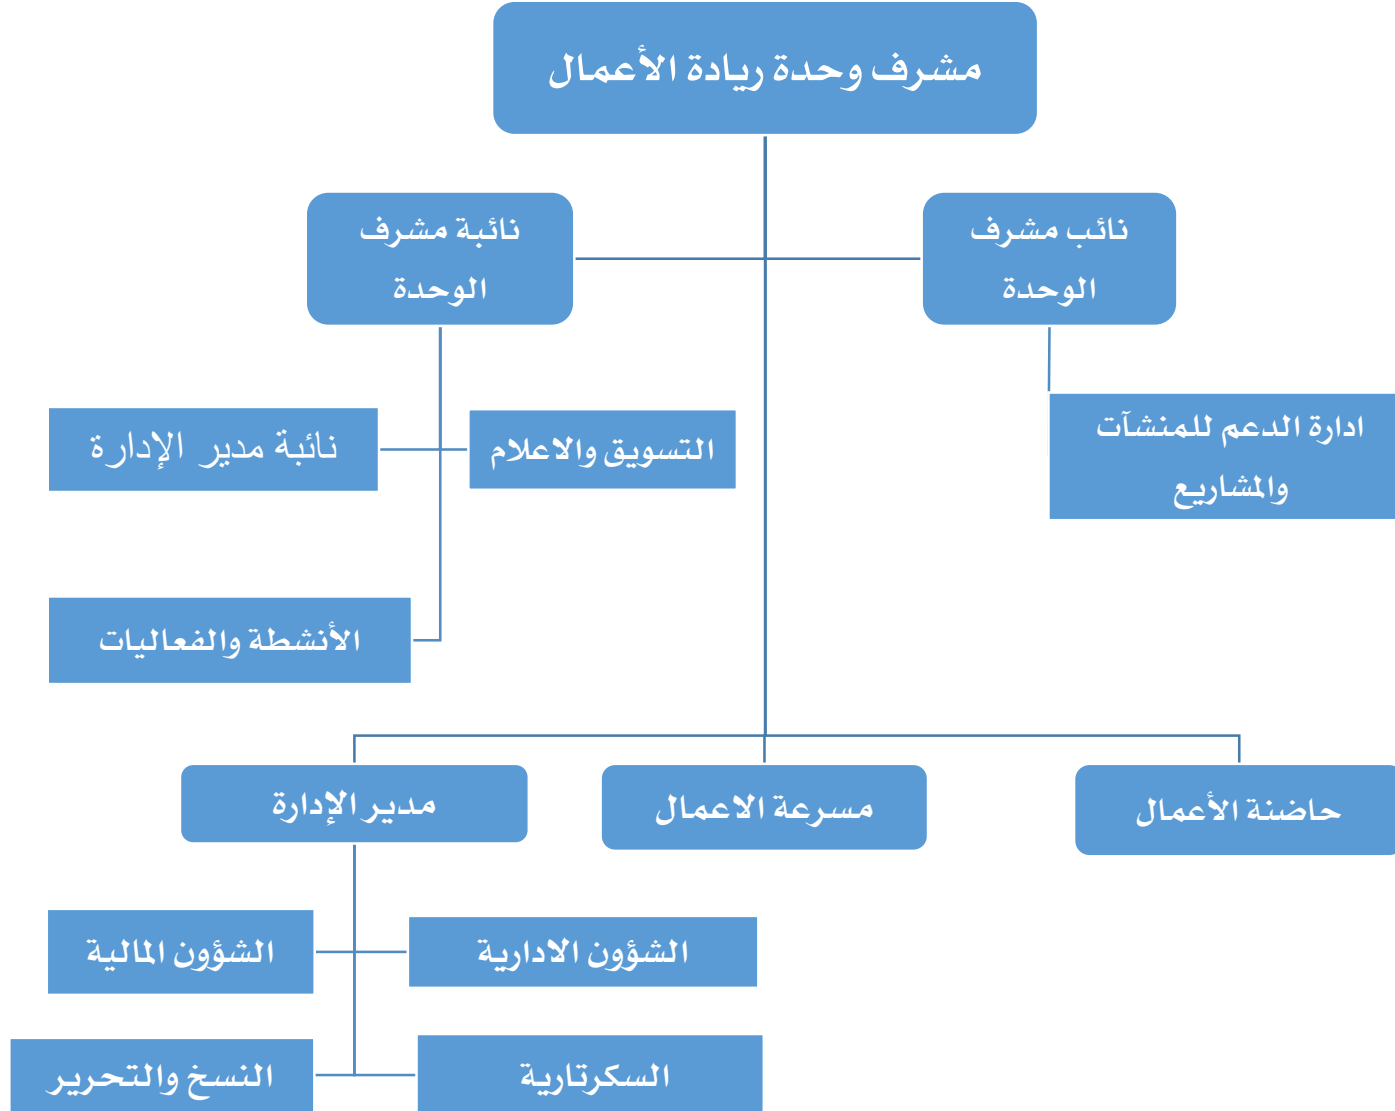 مشرف وحدة ريادة الأعمال
نائب مشرف
الوحدة
نائبة مشرف
الوحدة
ادارة الدعم للمنشآت
والمشاريع
التسويق والاعلام
نائبة مدير الإدارة
الأنشطة والفعاليات
حاضنة الأعمال
مسرعة الاعمال
مدير الإدارة
الشؤون الادارية
الشؤون المالية
السكرتارية
النسخ والتحرير